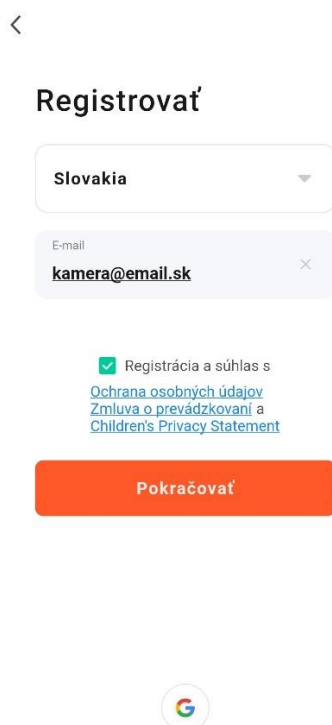 Registrovať
Slovakia
E-mail
kamera@email.sk
Registrácia a súhlas s
Ochrana osobných údajov
Zmluva o prevádzkovaní a
Children's Privacy Statement
Pokračovať